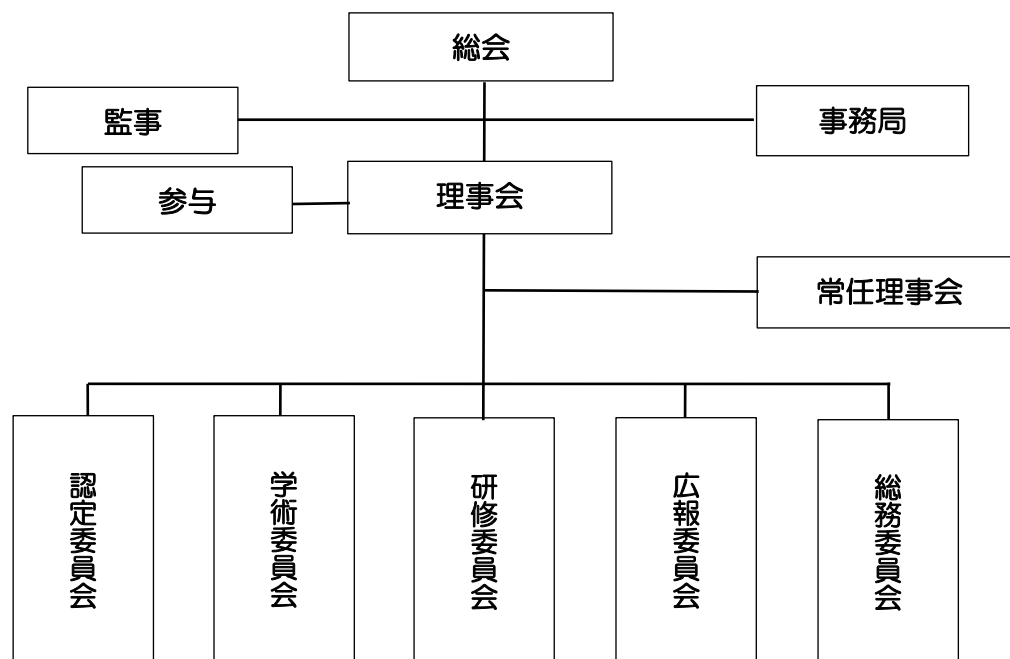 総会
監事
事務局
参与
理事会
常任理事会
認定委員会
学術委員会
研修委員会
広報委員会
総務委員会